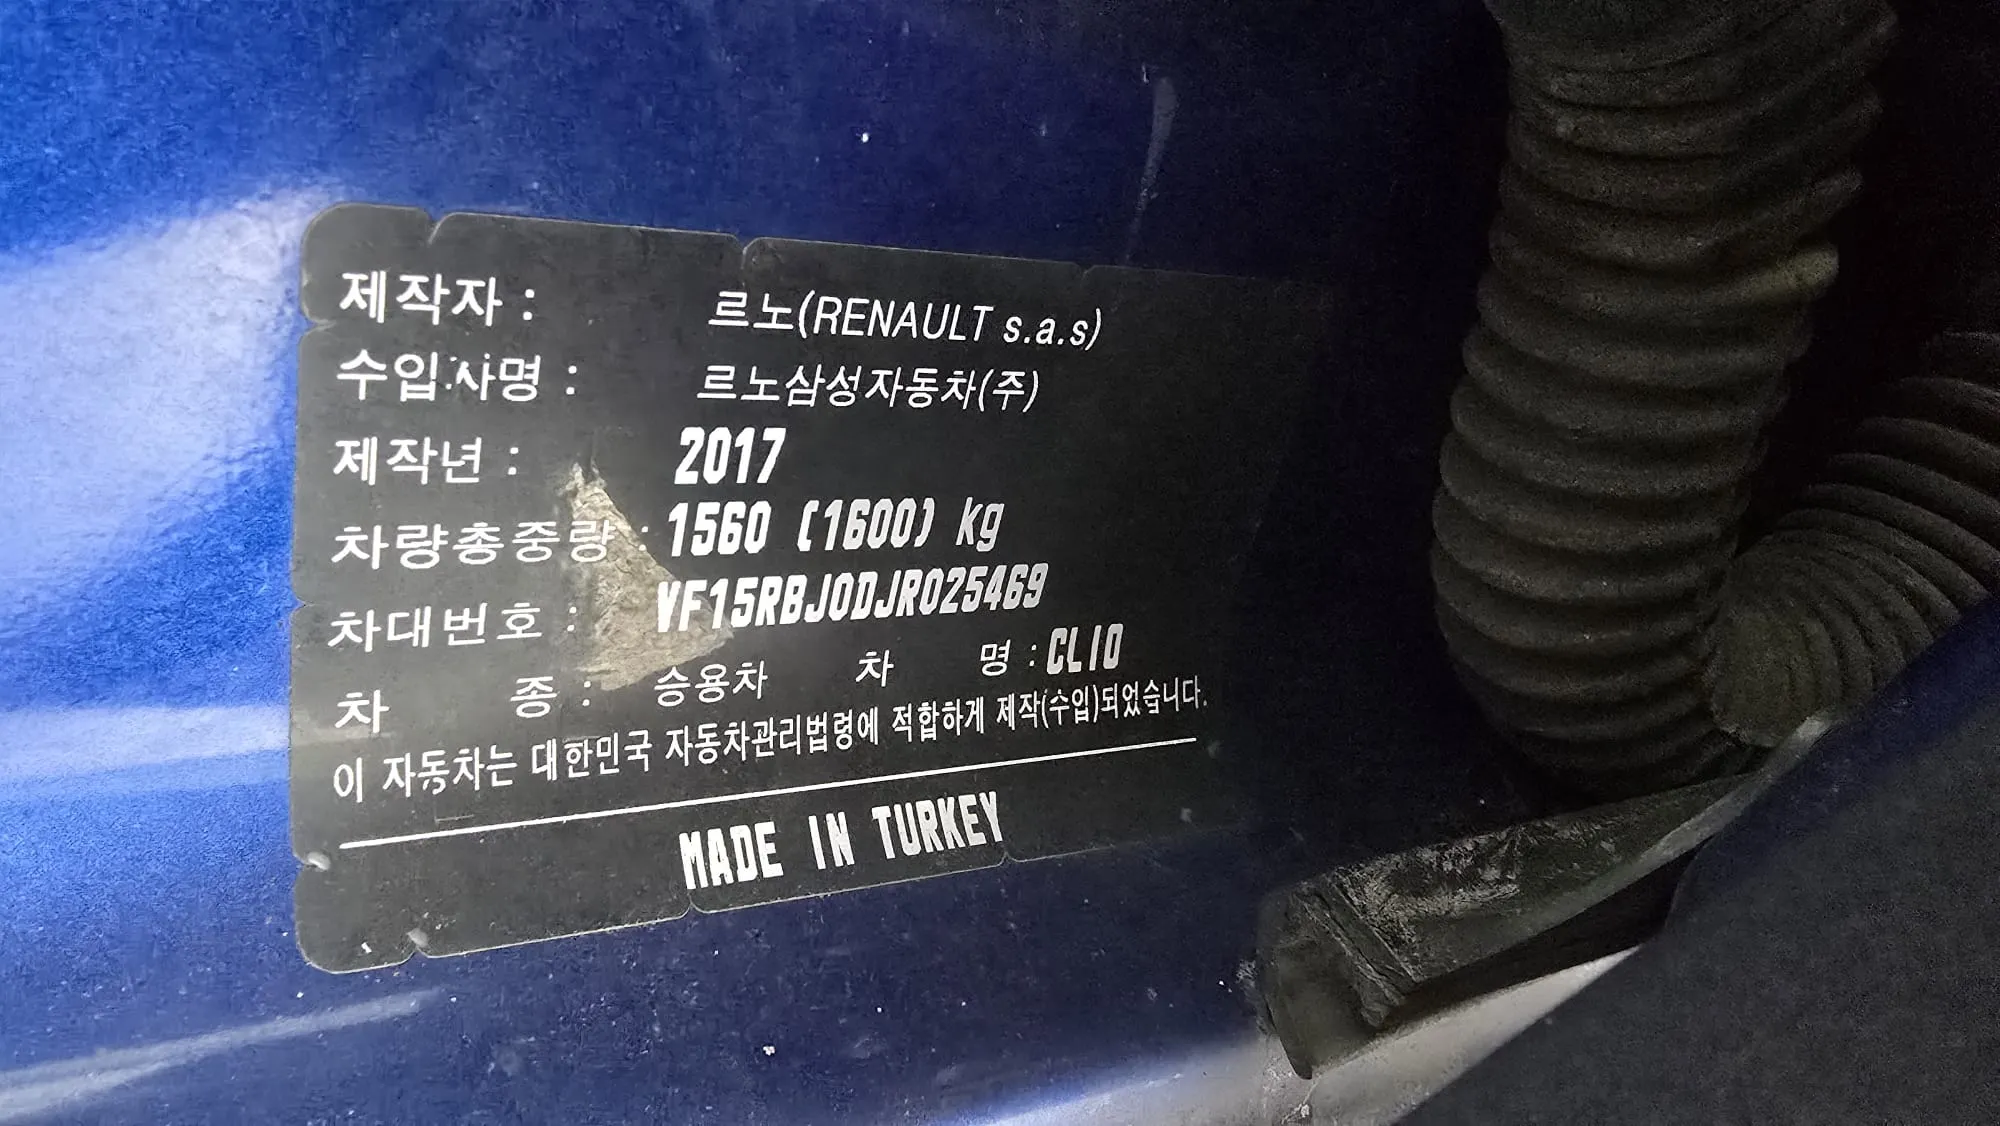 제작자 : 르노(RENAULT s.a.s)
수입사명 : 르노삼성자동차(주)
제작년 : 2017
차량총중량 : 1560 (1600) kg
차대번호 : VF15RBJ0DJR025469
차 종 : 승용차 차 명 : CLIO
이 자동차는 대한민국 자동차관리법령에 적합하게 제작(수입)되었습니다.
MADE IN TURKEY